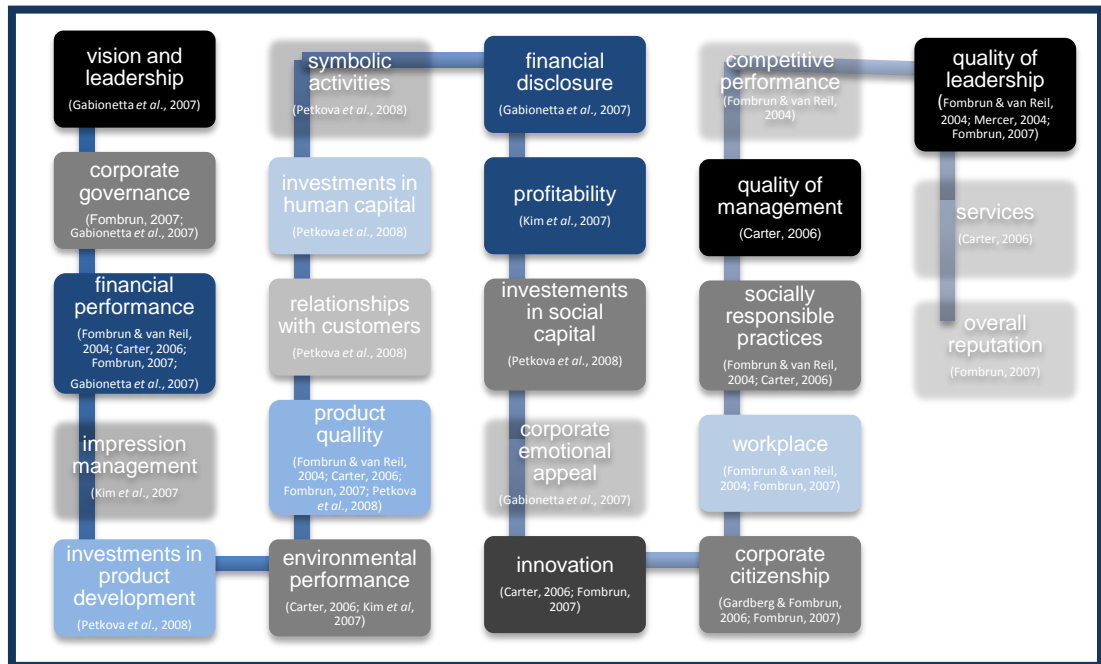 vision and
leadership
(Gabionetta et al., 2007)
corporate
governance
(Fombrun, 2007;
Gabionetta et al., 2007)
financial
performance
(Fombrun & van Reil,
2004; Carter, 2006;
Fombrun, 2007;
Gabionetta et al., 2007)
impression
management
(Kim et al., 2007
investments in
product
development
(Petkova et al., 2008)
environmental
performance
(Carter, 2006; Kim et al,
2007)
product
quallity
(Fombrun & van Reil,
2004; Carter, 2006;
Fombrun, 2007; Petkova
et al., 2008)
relationships
with customers
(Petkova et al., 2008)
investments in
human capital
(Petkova et al., 2008)
symbolic
activities
(Petkova et al., 2008)
financial
disclosure
(Gabionetta et al., 2007)
profitability
(Kim et al., 2007)
investements
in social
capital
(Petkova et al., 2008)
corporate
emotional
appeal
(Gabionetta et al., 2007)
innovation
(Carter, 2006; Fombrun,
2007)
corporate
citizenship
(Gardberg & Fombrun,
2006; Fombrun, 2007)
workplace
(Fombrun & van Reil,
2004; Fombrun, 2007)
socially
responsible
practices
(Fombrun & van Reil,
2004; Carter, 2006)
quality of
management
(Carter, 2006)
competitive
performance
(Fombrun & van Reil,
2004)
quality of
leadership
(Fombrun & van Reil,
2004; Mercer, 2004;
Fombrun, 2007)
services
(Carter, 2006)
overall
reputation
(Fombrun, 2007)